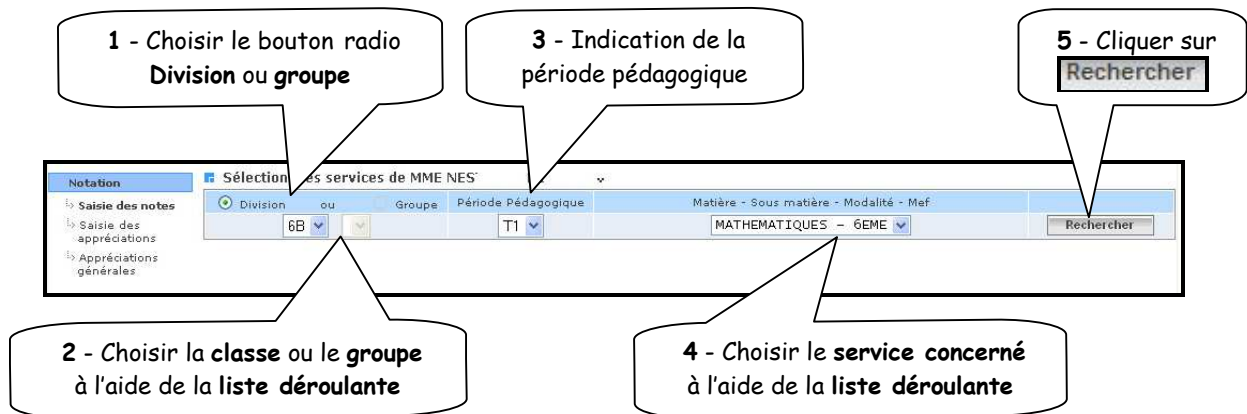 1 - Choisir le bouton radio
Division ou groupe
3 - Indication de la
période pédagogique
5 - Cliquer sur
Rechercher
Notation
Saisie des notes
Saisie des
appréciations
Appréciations
générales
Sélection es services de MME NES
Division ou Groupe Période Pédagogique Matière - Sous matière - Modalité - Mef
6B T1 MATHEMATIQUES - 6EME Rechercher
2 - Choisir la classe ou le groupe
à l'aide de la liste déroulante
4 - Choisir le service concerné
à l'aide de la liste déroulante